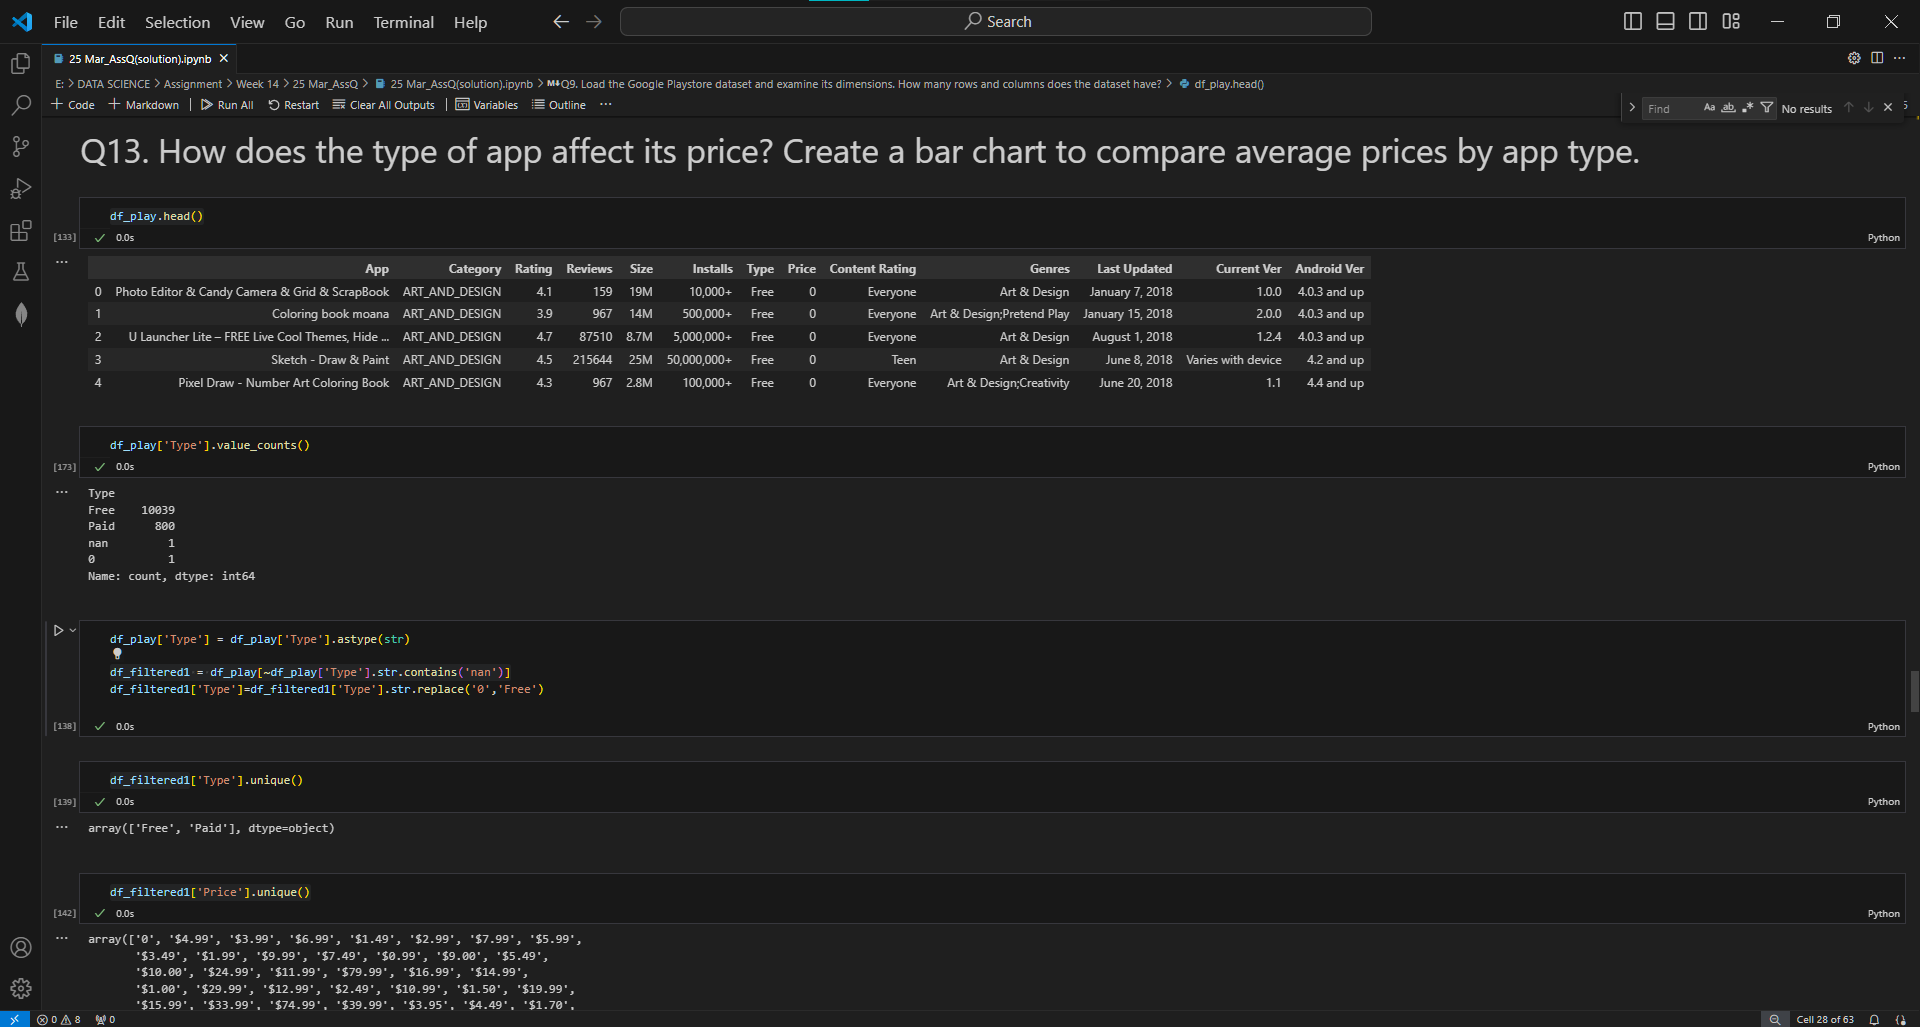 File Edit Selection View Go Run Terminal Help
Search
25 Mar_AssQ(solution).ipynb
E: > DATA SCIENCE > Assignment > Week 14 > 25 Mar_AssQ > 25 Mar_AssQ(solution).ipynb > M↓Q9. Load the Google Playstore dataset and examine its dimensions. How many rows and columns does the dataset have? > df_play.head()
+ Code + Markdown | Run All Restart Clear All Outputs | Variables Outline ...
Find Aa ab .* No results
Q13. How does the type of app affect its price? Create a bar chart to compare average prices by app type.
df_play.head()
[133] 0.0s Python
App Category Rating Reviews Size Installs Type Price Content Rating Genres Last Updated Current Ver Android Ver
0 Photo Editor & Candy Camera & Grid & ScrapBook ART_AND_DESIGN 4.1 159 19M 10,000+ Free 0 Everyone Art & Design January 7, 2018 1.0.0 4.0.3 and up
1 Coloring book moana ART_AND_DESIGN 3.9 967 14M 500,000+ Free 0 Everyone Art & Design;Pretend Play January 15, 2018 2.0.0 4.0.3 and up
2 U Launcher Lite – FREE Live Cool Themes, Hide ... ART_AND_DESIGN 4.7 87510 8.7M 5,000,000+ Free 0 Everyone Art & Design August 1, 2018 1.2.4 4.0.3 and up
3 Sketch - Draw & Paint ART_AND_DESIGN 4.5 215644 25M 50,000,000+ Free 0 Teen Art & Design June 8, 2018 Varies with device 4.2 and up
4 Pixel Draw - Number Art Coloring Book ART_AND_DESIGN 4.3 967 2.8M 100,000+ Free 0 Everyone Art & Design;Creativity June 20, 2018 1.1 4.4 and up
df_play['Type'].value_counts()
[173] 0.0s Python
Type
Free 10039
Paid 800
nan 1
0 1
Name: count, dtype: int64
df_play['Type'] = df_play['Type'].astype(str)
df_filtered1 = df_play[~df_play['Type'].str.contains('nan')]
df_filtered1['Type']=df_filtered1['Type'].str.replace('0','Free')
[138] 0.0s Python
df_filtered1['Type'].unique()
[139] 0.0s Python
array(['Free', 'Paid'], dtype=object)
df_filtered1['Price'].unique()
[142] 0.0s Python
array(['0', '$4.99', '$3.99', '$6.99', '$1.49', '$2.99', '$7.99', '$5.99',
'$3.49', '$1.99', '$9.99', '$7.49', '$0.99', '$9.00', '$5.49',
'$10.00', '$24.99', '$11.99', '$79.99', '$16.99', '$14.99',
'$1.00', '$29.99', '$12.99', '$2.49', '$10.99', '$1.50', '$19.99',
'$15.99', '$33.99', '$74.99', '$39.99', '$3.95', '$4.49', '$1.70',
0 8 0 Cell 28 of 63